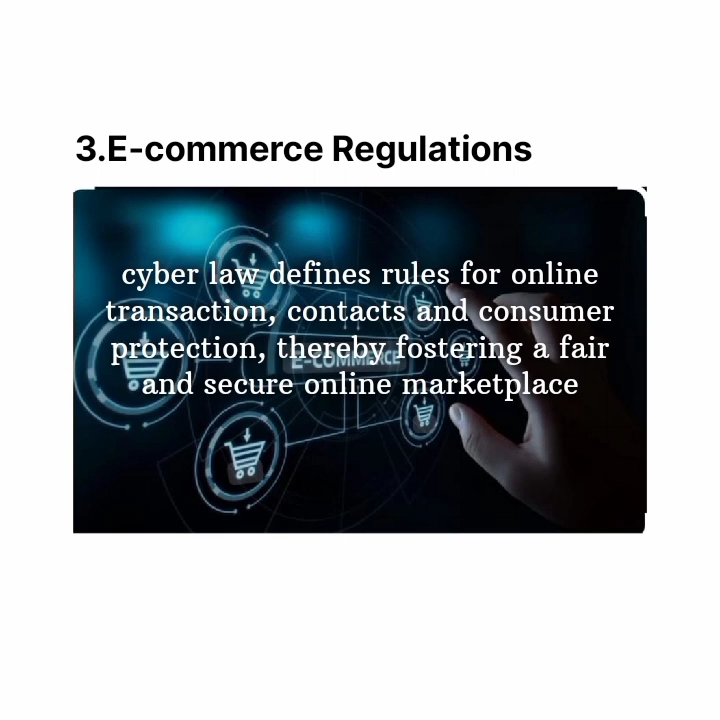 3.E-commerce Regulations
cyber law defines rules for online
transaction, contacts and consumer
protection, thereby fostering a fair
E-COMMERCE
and secure online marketplace